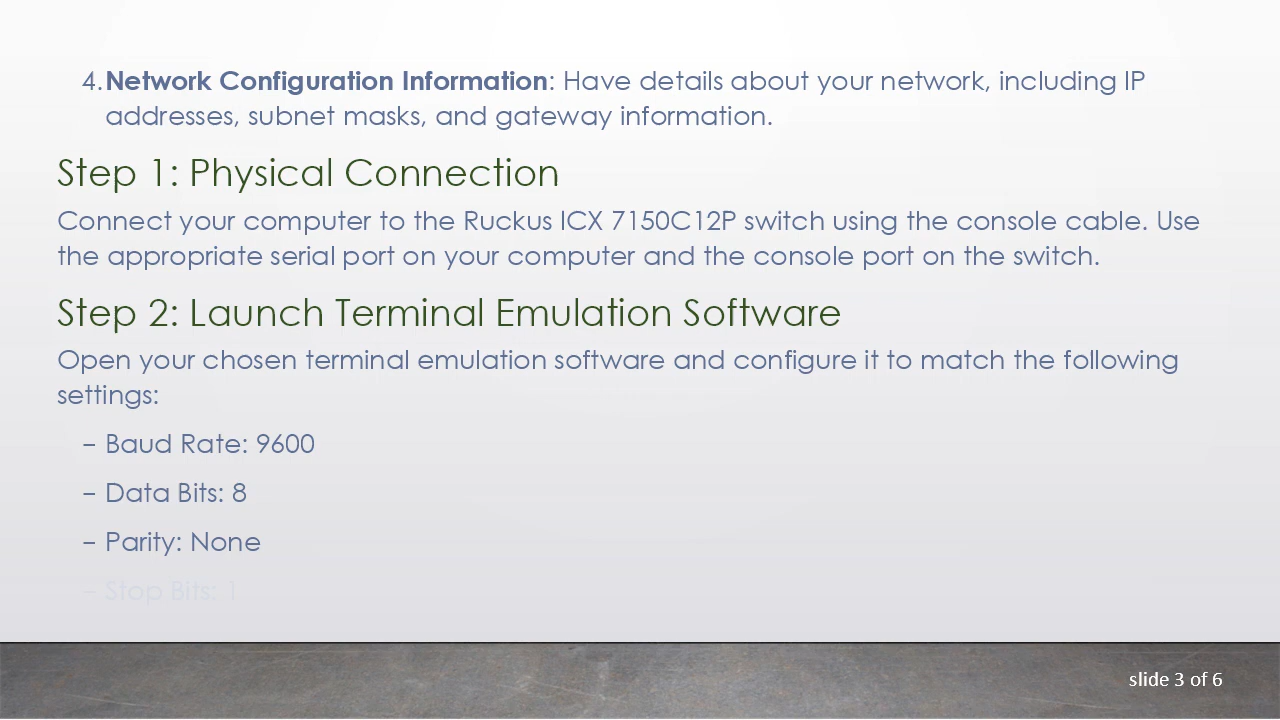 4. Network Configuration Information: Have details about your network, including IP
addresses, subnet masks, and gateway information.
Step 1: Physical Connection
Connect your computer to the Ruckus ICX 7150C12P switch using the console cable. Use
the appropriate serial port on your computer and the console port on the switch.
Step 2: Launch Terminal Emulation Software
Open your chosen terminal emulation software and configure it to match the following
settings:
– Baud Rate: 9600
– Data Bits: 8
– Parity: None
– Stop Bits: 1
slide 3 of 6